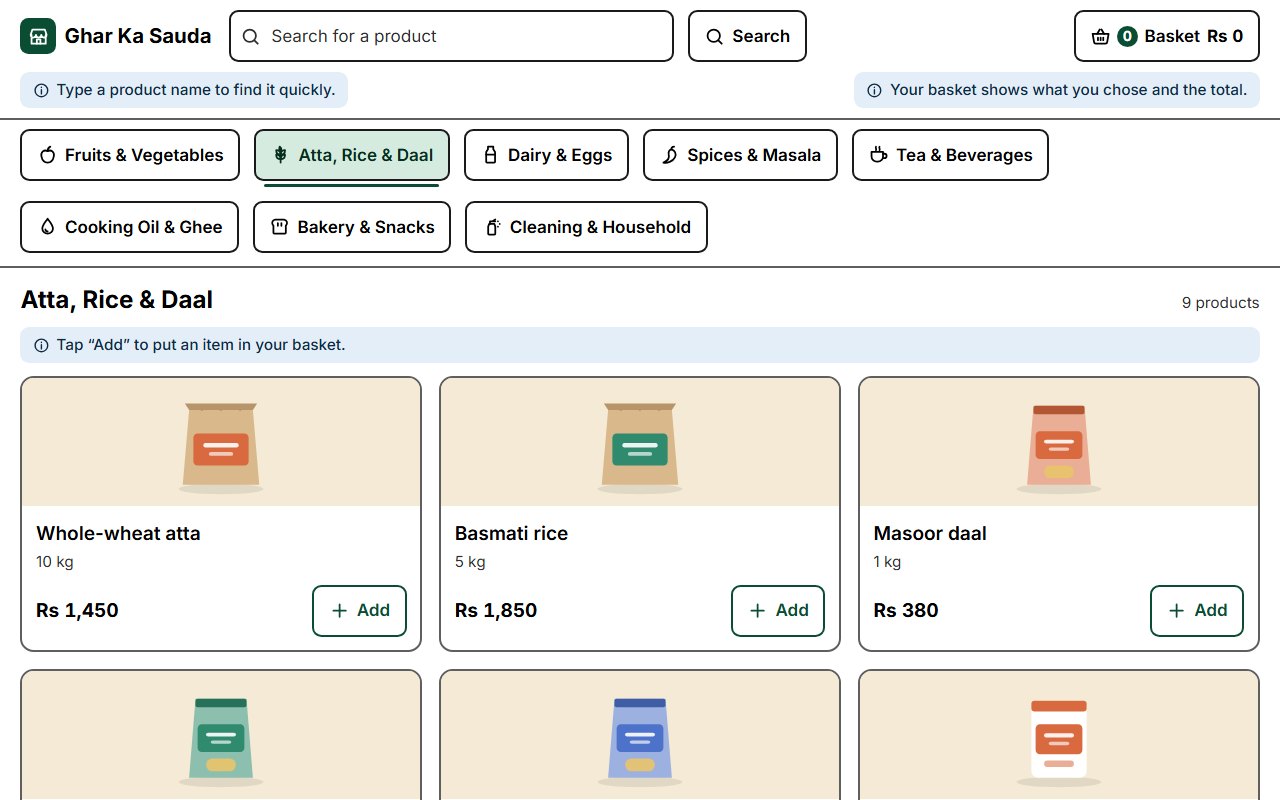 Ghar Ka Sauda
Search for a product
Search
0 Basket Rs 0
Type a product name to find it quickly.
Your basket shows what you chose and the total.
Fruits & Vegetables
Atta, Rice & Daal
Dairy & Eggs
Spices & Masala
Tea & Beverages
Cooking Oil & Ghee
Bakery & Snacks
Cleaning & Household
Atta, Rice & Daal
9 products
Tap “Add” to put an item in your basket.
Whole-wheat atta
10 kg
Rs 1,450
Add
Basmati rice
5 kg
Rs 1,850
Add
Masoor daal
1 kg
Rs 380
Add